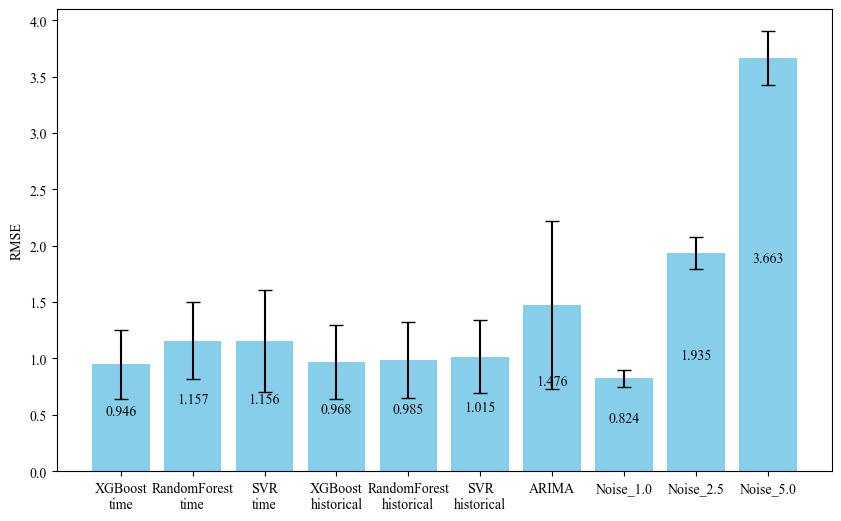 4.0
3.5
3.0
2.5
2.0
1.5
1.0
0.5
0.0
RMSE
0.946
1.157
1.156
0.968
0.985
1.015
1.476
0.824
1.935
3.663
XGBoost
time
RandomForest
time
SVR
time
XGBoost
historical
RandomForest
historical
SVR
historical
ARIMA
Noise_1.0
Noise_2.5
Noise_5.0